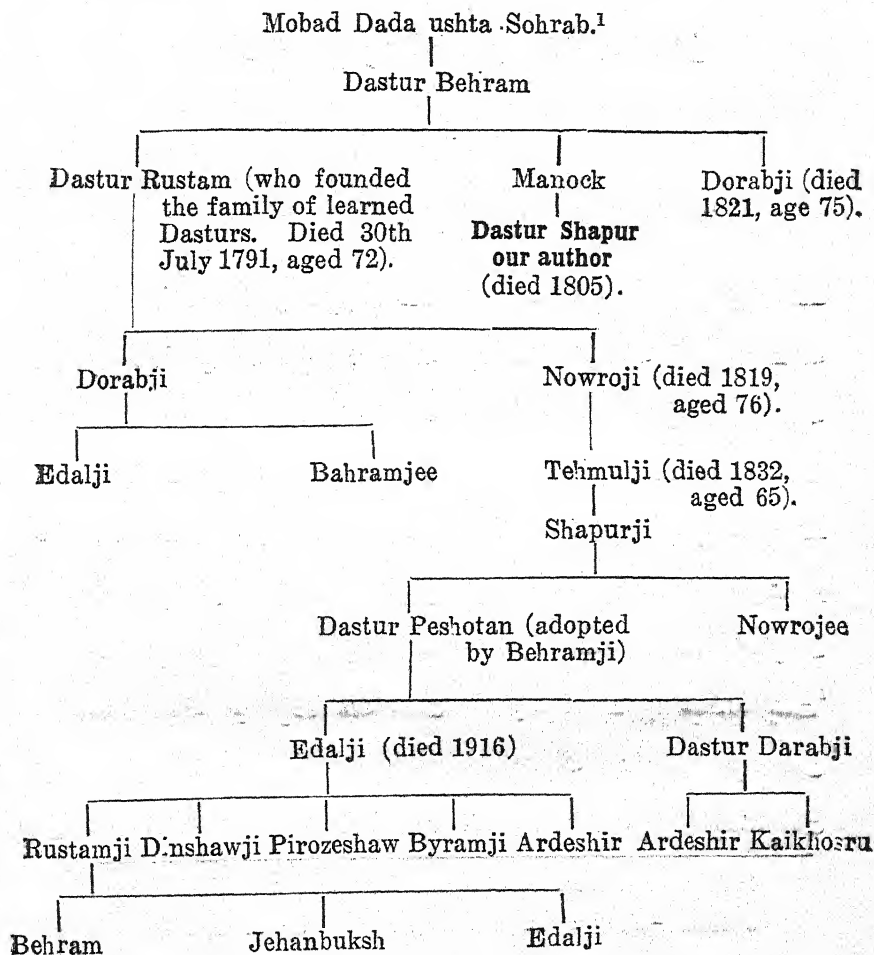 Mobad Dada ushta Sohrab.¹
Dastur Behram
Dastur Rustam (who founded
the family of learned
Dasturs. Died 30th
July 1791, aged 72).
Manock
Dastur Shapur
our author
(died 1805).
Dorabji (died
1821, age 75).
Dorabji
Nowroji (died 1819,
aged 76).
Edalji
Bahramjee
Tehmulji (died 1832,
aged 65).
Shapurji
Dastur Peshotan (adopted
by Behramji)
Nowrojee
Edalji (died 1916)
Dastur Darabji
Rustamji Dinshawji Pirozeshaw Byramji Ardeshir Ardeshir Kaikhosru
Behram Jehanbuksh Edalji